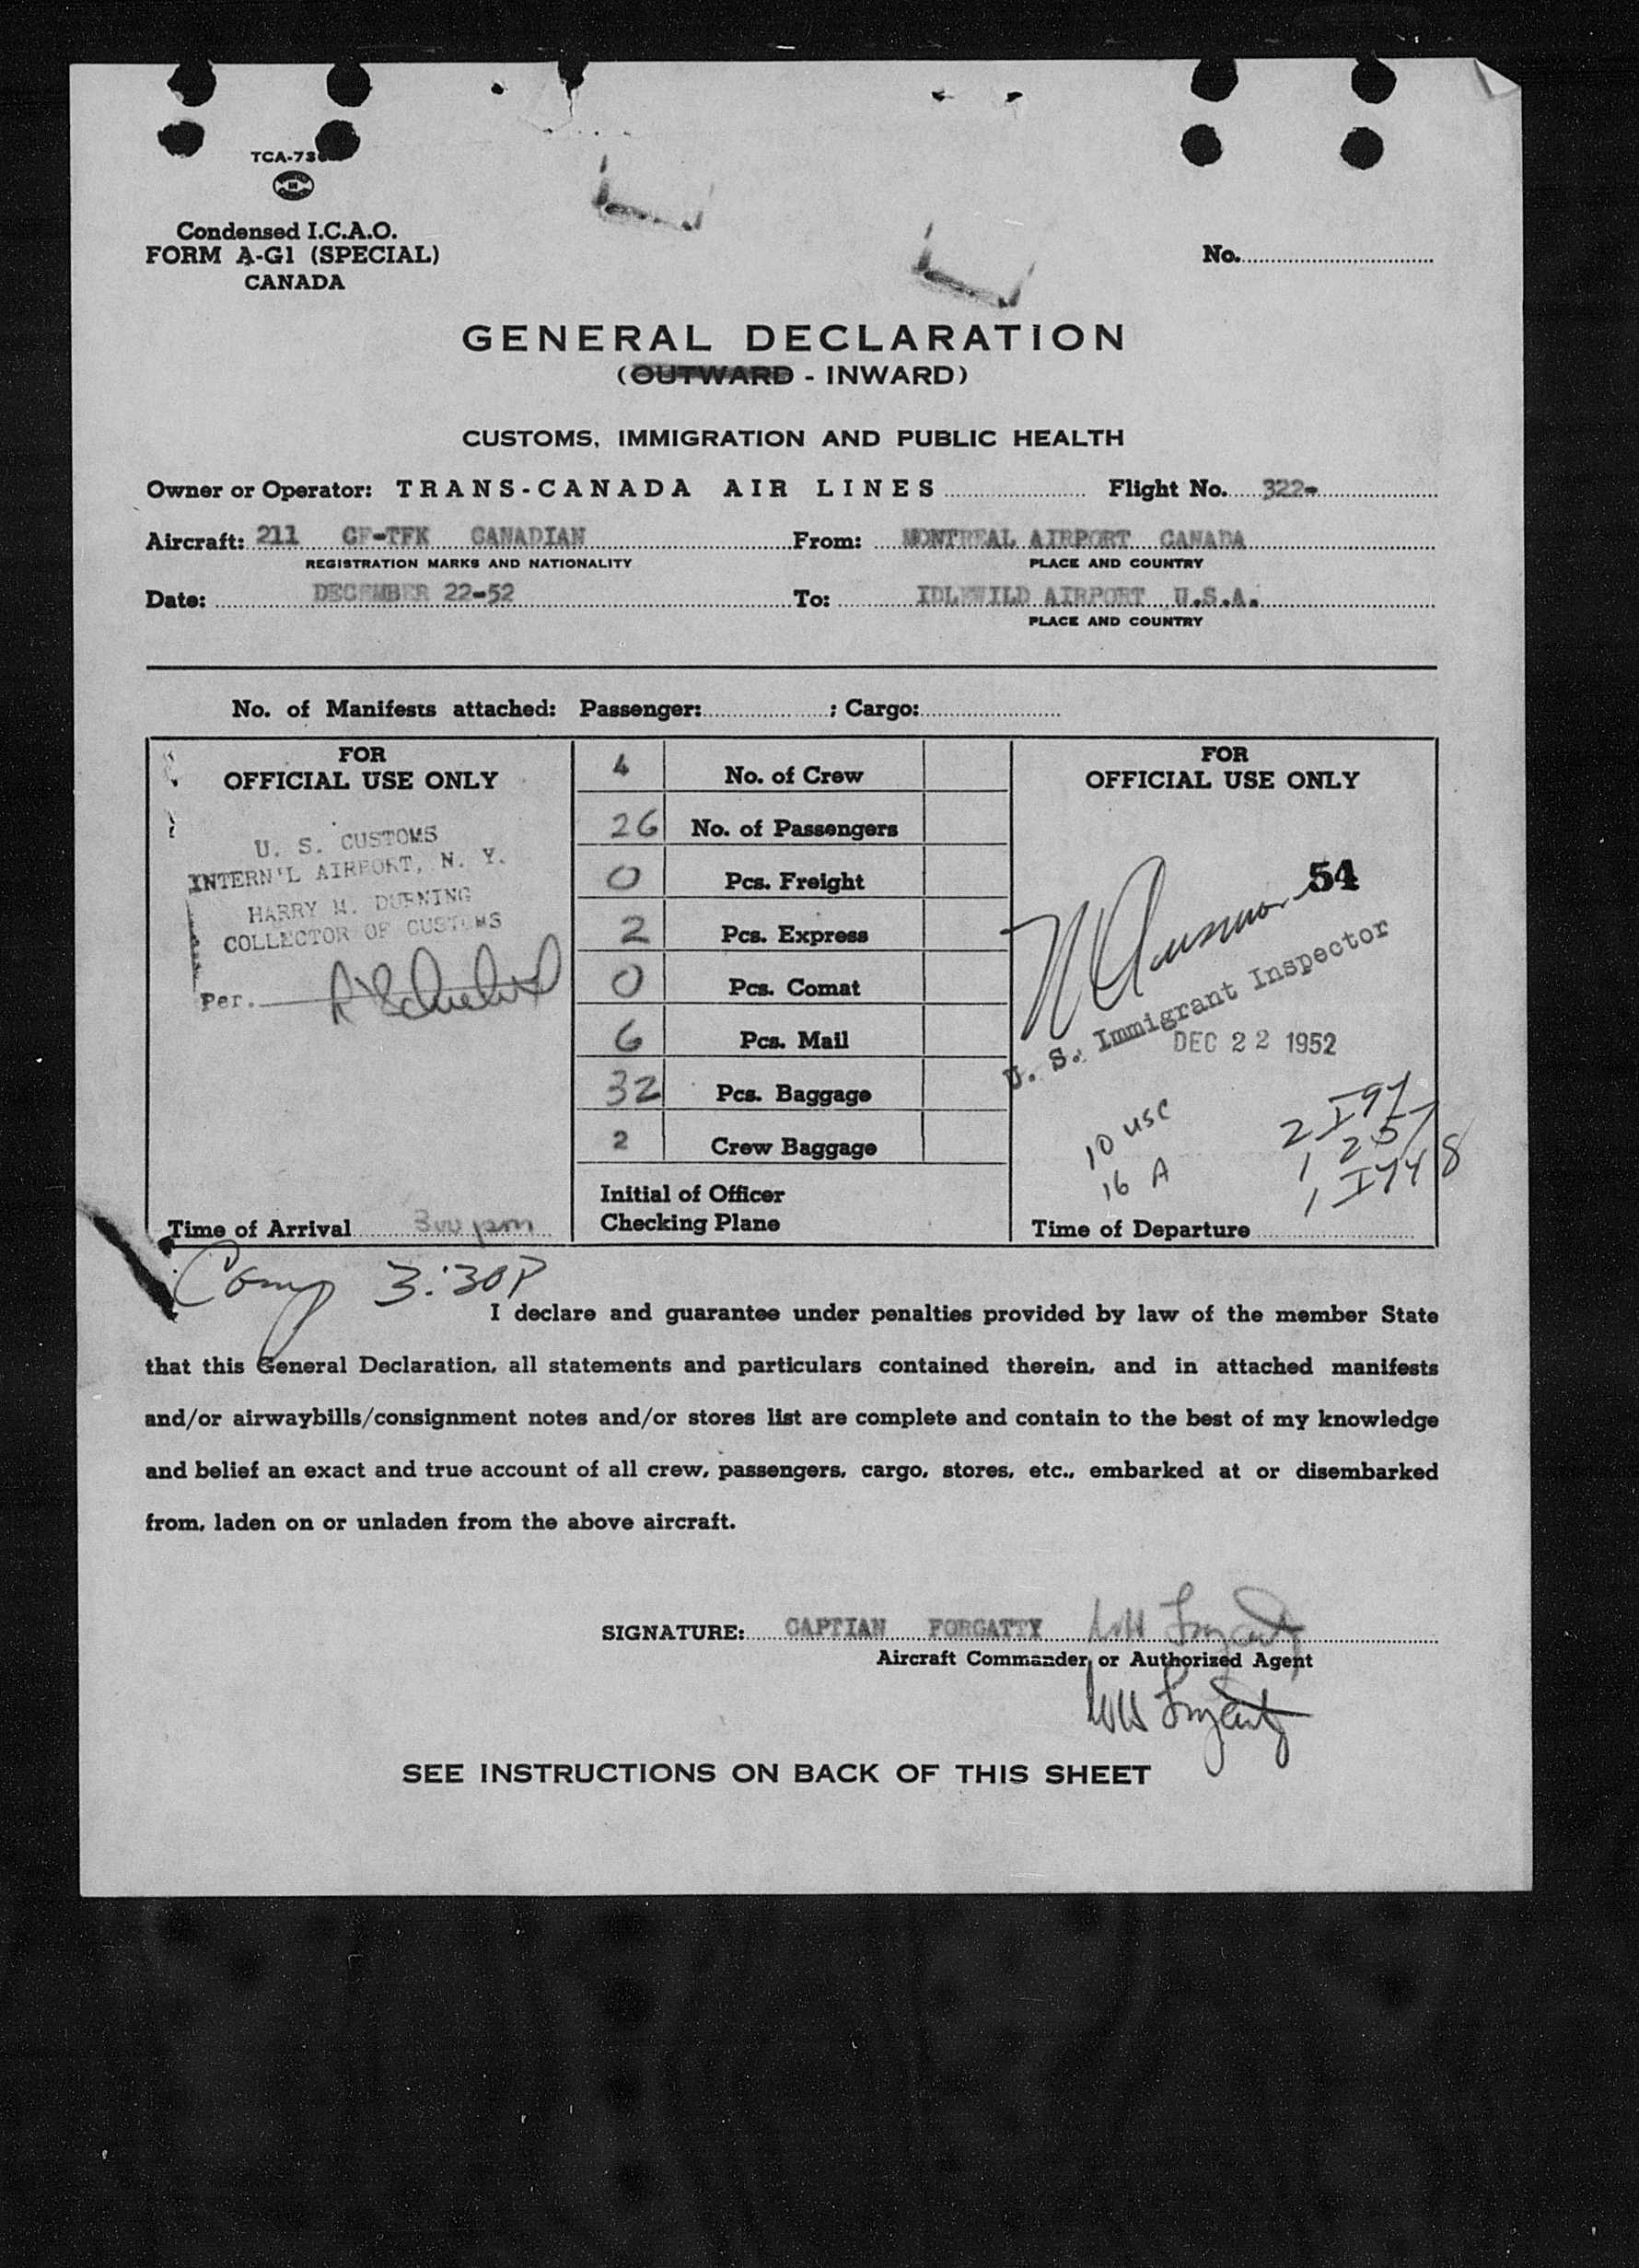 TCA-73
Condensed I.C.A.O.
FORM A-G1 (SPECIAL)
CANADA
No.
GENERAL DECLARATION
(OUTWARD - INWARD)
CUSTOMS, IMMIGRATION AND PUBLIC HEALTH
Owner or Operator: TRANS-CANADA AIR LINES Flight No. 322-
Aircraft: 211 CF-TFK CANADIAN From: MONTREAL AIRPORT CANADA
REGISTRATION MARKS AND NATIONALITY PLACE AND COUNTRY
Date: DECEMBER 22-52 To: IDLEWILD AIRPORT U.S.A.
PLACE AND COUNTRY
No. of Manifests attached: Passenger: ; Cargo:
FOR
OFFICIAL USE ONLY
U. S. CUSTOMS
INTERN'L AIRPORT, N. Y.
HARRY M. DURNING
COLLECTOR OF CUSTOMS
Per.
Time of Arrival 3:00 pm
4 No. of Crew
26 No. of Passengers
0 Pcs. Freight
2 Pcs. Express
0 Pcs. Comat
6 Pcs. Mail
32 Pcs. Baggage
2 Crew Baggage
Initial of Officer
Checking Plane
FOR
OFFICIAL USE ONLY
54
U. S. Immigrant Inspector
DEC 22 1952
10 USC
16 A
Time of Departure
Comp 3:30P
I declare and guarantee under penalties provided by law of the member State
that this General Declaration, all statements and particulars contained therein, and in attached manifests
and/or airwaybills/consignment notes and/or stores list are complete and contain to the best of my knowledge
and belief an exact and true account of all crew, passengers, cargo, stores, etc., embarked at or disembarked
from, laden on or unladen from the above aircraft.
SIGNATURE: CAPTIAN FORGATTY
Aircraft Commander or Authorized Agent
SEE INSTRUCTIONS ON BACK OF THIS SHEET